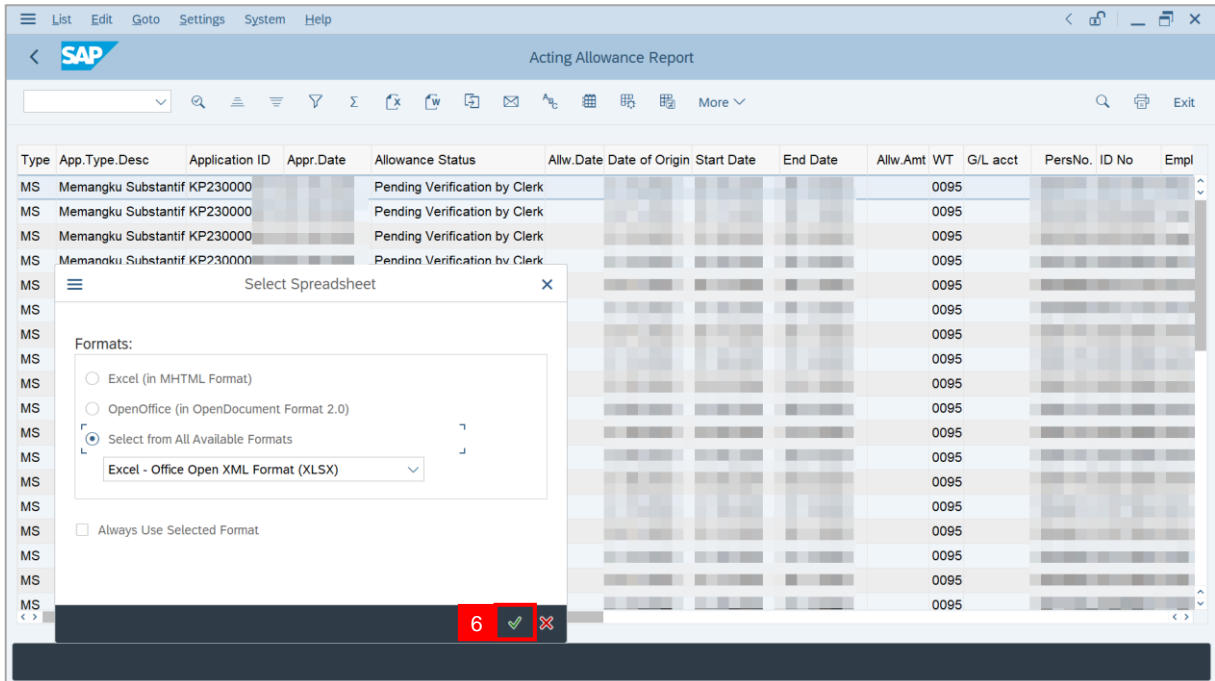 List Edit Goto Settings System Help
SAP Acting Allowance Report
More Exit
Type App.Type.Desc Application ID Appr.Date Allowance Status Allw.Date Date of Origin Start Date End Date Allw.Amt WT G/L acct PersNo. ID No Empl
MS Memangku Substantif KP230000 Pending Verification by Clerk 0095
MS Memangku Substantif KP230000 Pending Verification by Clerk 0095
MS Memangku Substantif KP230000 Pending Verification by Clerk 0095
MS Memangku Substantif KP230000 Pending Verification by Clerk 0095
MS 0095
MS 0095
MS 0095
MS 0095
MS 0095
MS 0095
MS 0095
MS 0095
MS 0095
MS 0095
MS 0095
MS 0095
MS 0095
MS 0095
Select Spreadsheet
Formats:
Excel (in MHTML Format)
OpenOffice (in OpenDocument Format 2.0)
Select from All Available Formats
Excel - Office Open XML Format (XLSX)
Always Use Selected Format
6